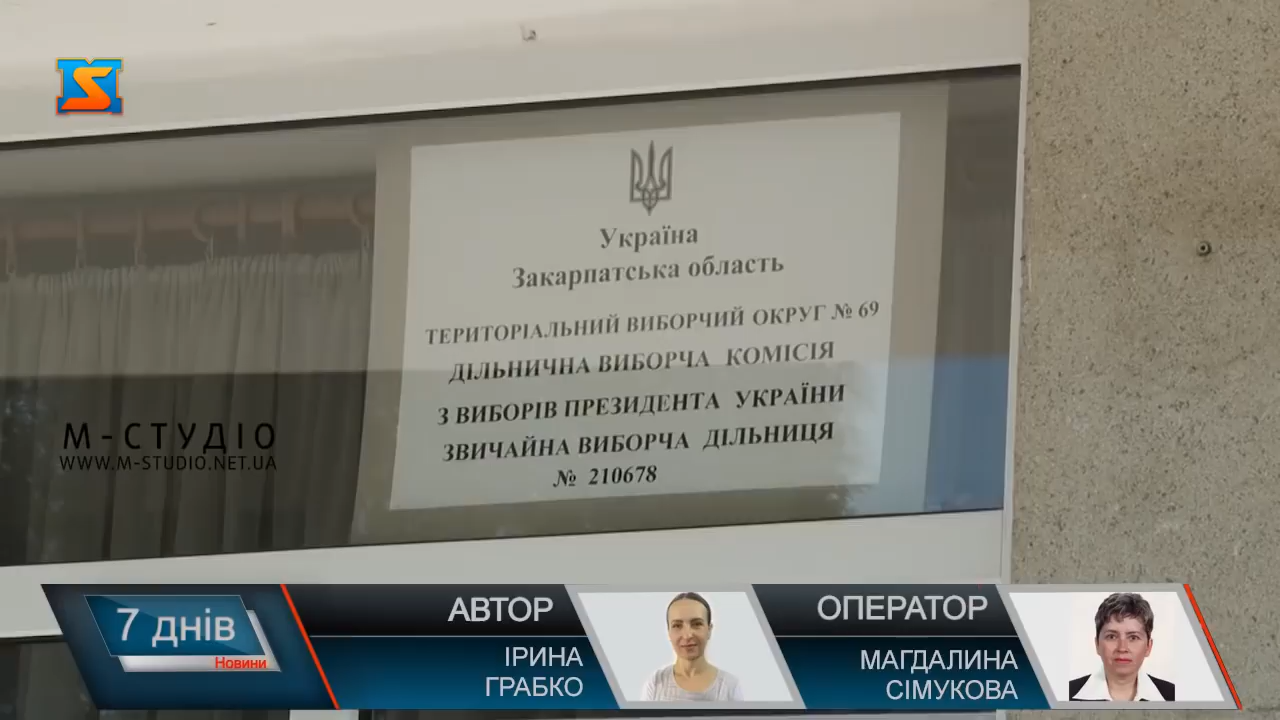 Україна
Закарпатська область
ТЕРИТОРІАЛЬНИЙ ВИБОРЧИЙ ОКРУГ № 69
ДІЛЬНИЧНА ВИБОРЧА КОМІСІЯ
З ВИБОРІВ ПРЕЗИДЕНТА УКРАЇНИ
ЗВИЧАЙНА ВИБОРЧА ДІЛЬНИЦЯ
№ 210678
М-СТУДІО
WWW.M-STUDIO.NET.UA
7 днів
Новини
АВТОР
ІРИНА
ГРАБКО
ОПЕРАТОР
МАГДАЛИНА
СІМУКОВА